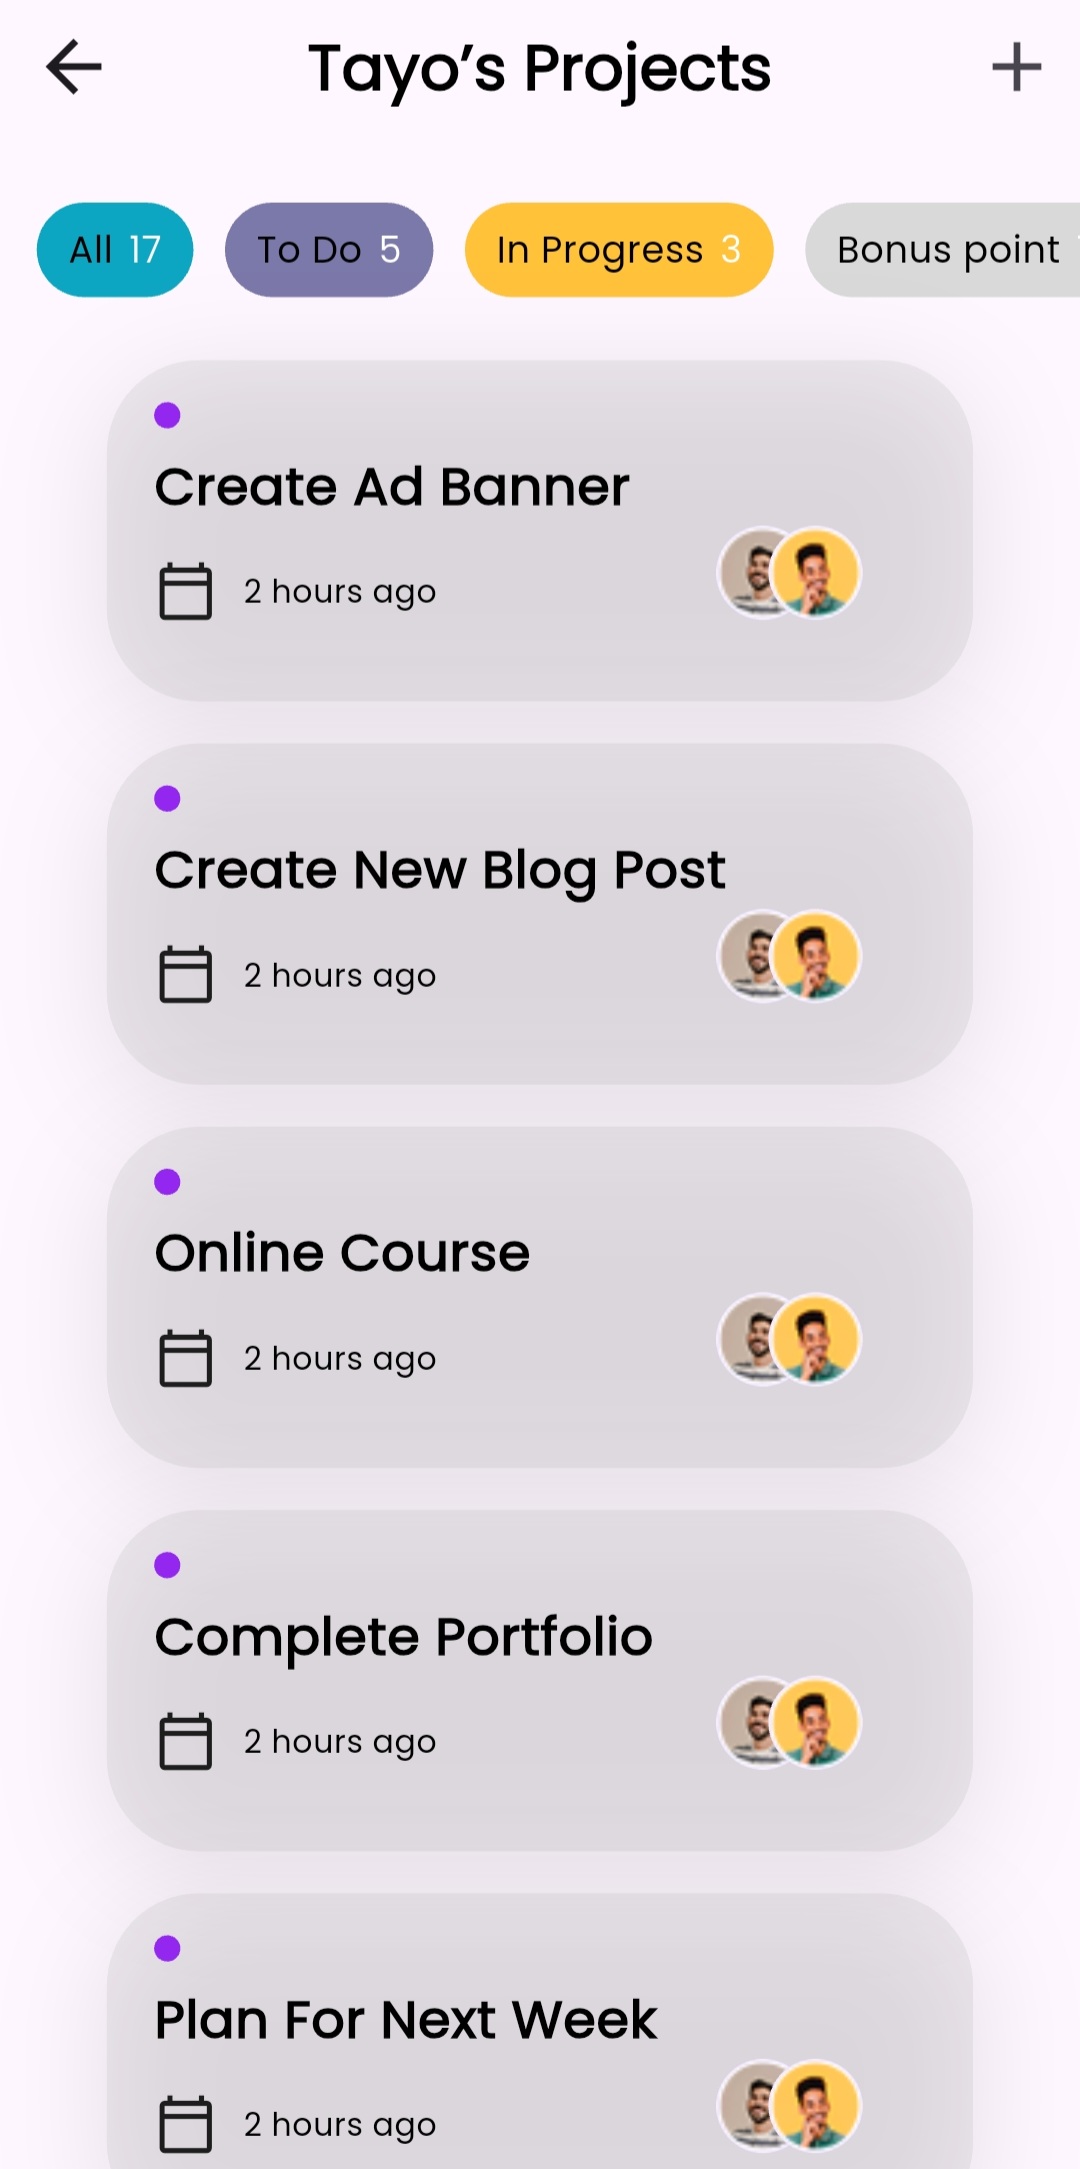 Tayo’s Projects
All 17 To Do 5 In Progress 3 Bonus point
Create Ad Banner
2 hours ago
Create New Blog Post
2 hours ago
Online Course
2 hours ago
Complete Portfolio
2 hours ago
Plan For Next Week
2 hours ago